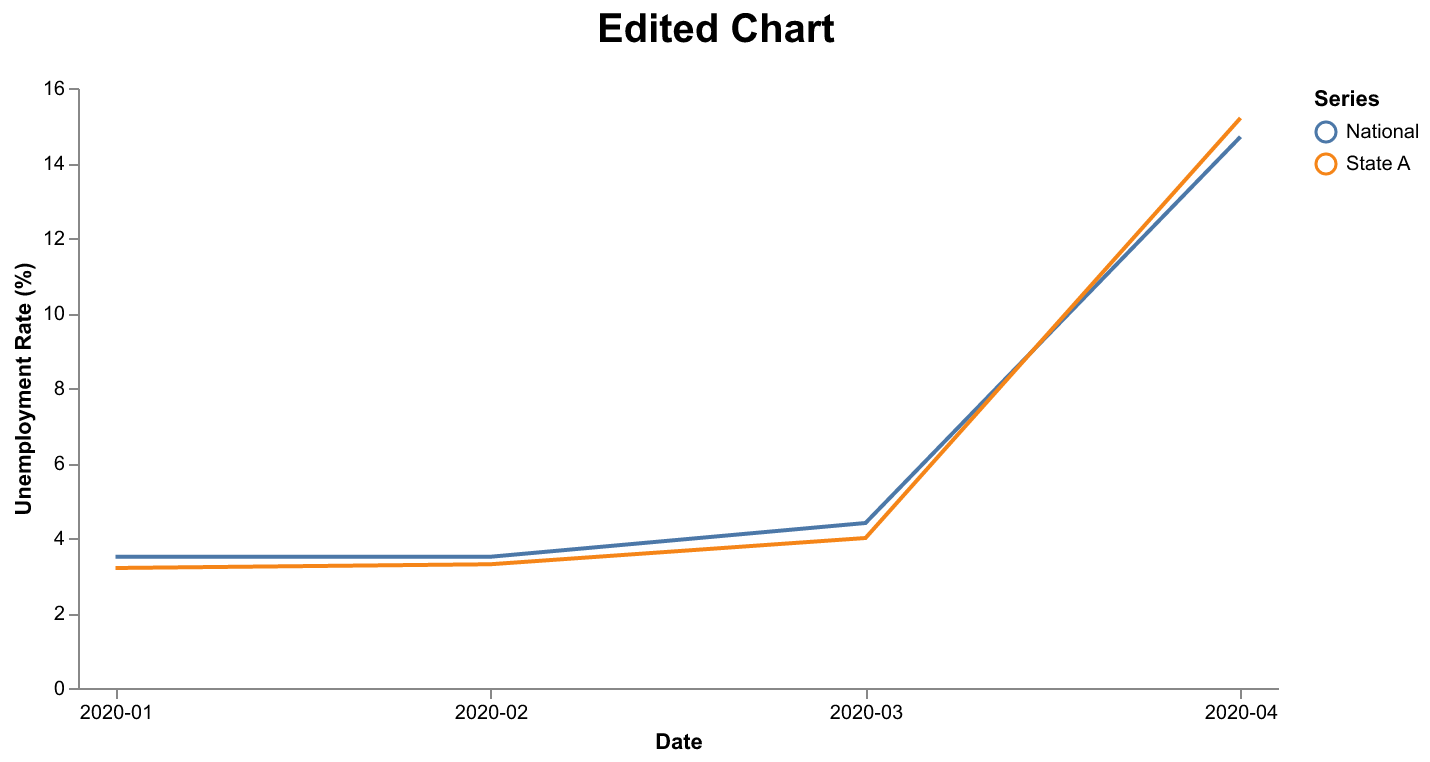 Edited Chart
Unemployment Rate (%)
16
14
12
10
8
6
4
2
0
2020-01
2020-02
2020-03
2020-04
Date
Series
National
State A